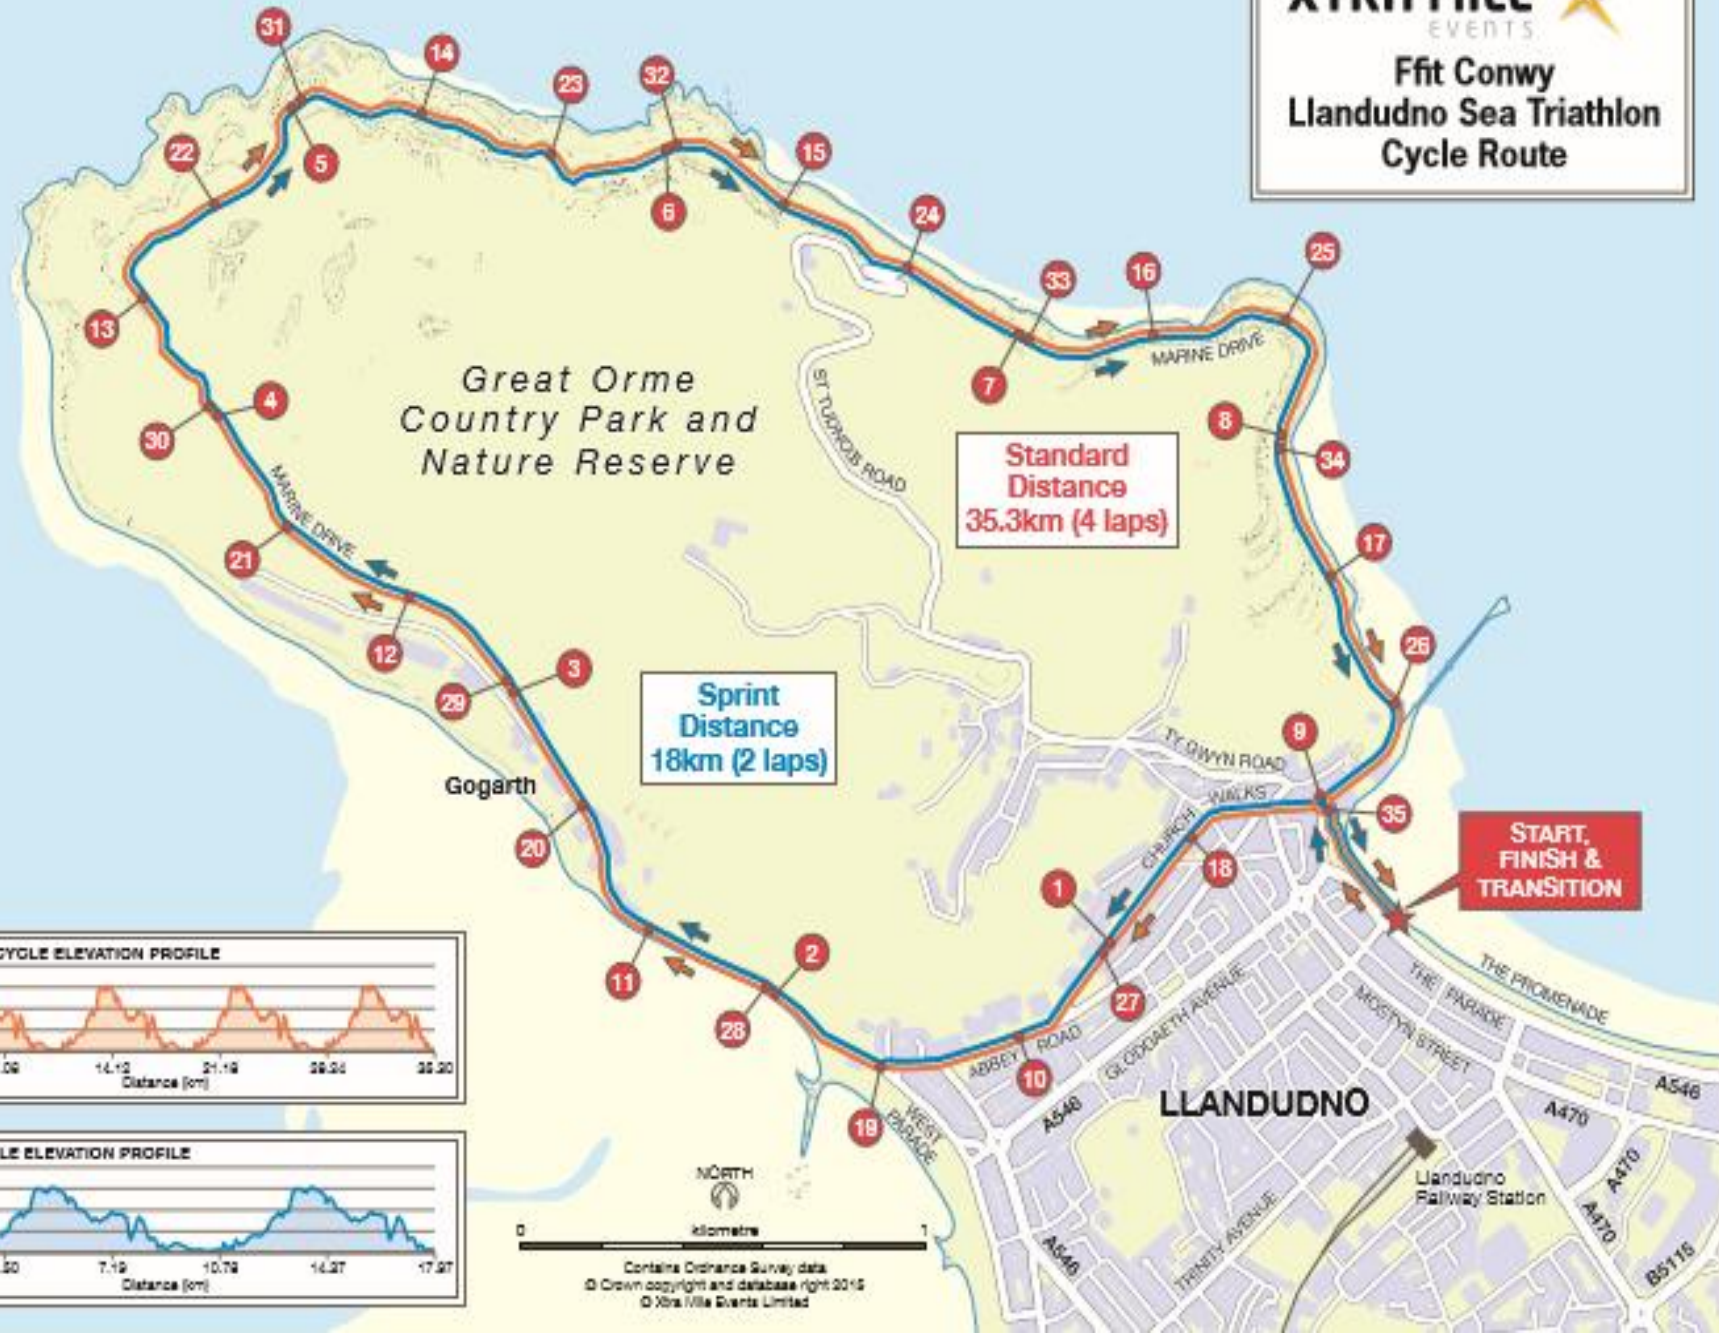 EVENTS
Ffit Conwy
Llandudno Sea Triathlon
Cycle Route
31
14
23
32
22
5
15
6
24
25
33
16
13
7
4
30
8
34
MARINE DRIVE
Great Orme
Country Park and
Nature Reserve
ST TUDNO'S ROAD
Standard
Distance
35.3km (4 laps)
MARINE DRIVE
21
17
12
3
29
26
Sprint
Distance
18km (2 laps)
9
TY GWYN ROAD
Gogarth
WALKS
CHURCH
35
20
START,
FINISH &
TRANSITION
18
1
2
11
27
28
THE PROMENADE
THE PARADE
MOSTYN STREET
GLODDAETH AVENUE
ABBEY ROAD
10
19
WEST
PARADE
A546
LLANDUDNO
A546
A470
A470
A470
Llandudno
Railway Station
TRINITY AVENUE
A546
B5115
CYCLE ELEVATION PROFILE
14.12
21.18
35.30
Distance (km)
LE ELEVATION PROFILE
7.19
10.78
17.97
Distance (km)
NORTH
0
kilometre
1
Contains Ordnance Survey data
© Crown copyright and database right 2015
© Xtra Mile Events Limited